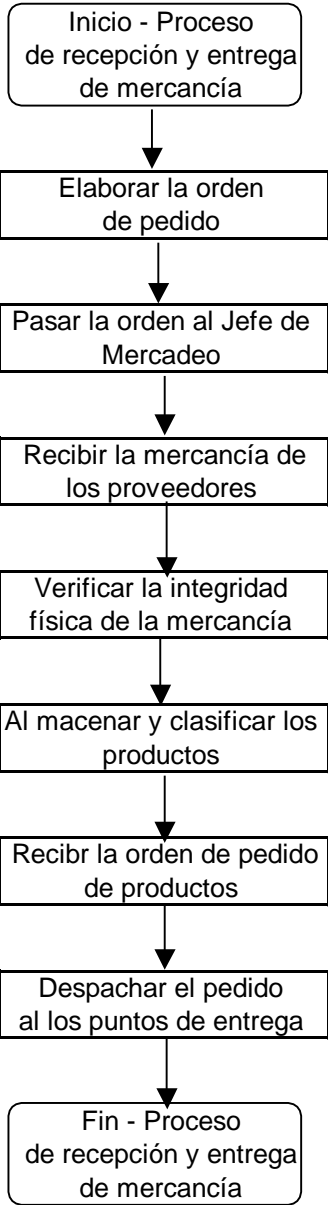 Inicio - Proceso
de recepción y entrega
de mercancía
Elaborar la orden
de pedido
Pasar la orden al Jefe de
Mercadeo
Recibir la mercancía de
los proveedores
Verificar la integridad
física de la mercancía
Al macenar y clasificar los
productos
Recibr la orden de pedido
de productos
Despachar el pedido
al los puntos de entrega
Fin - Proceso
de recepción y entrega
de mercancía